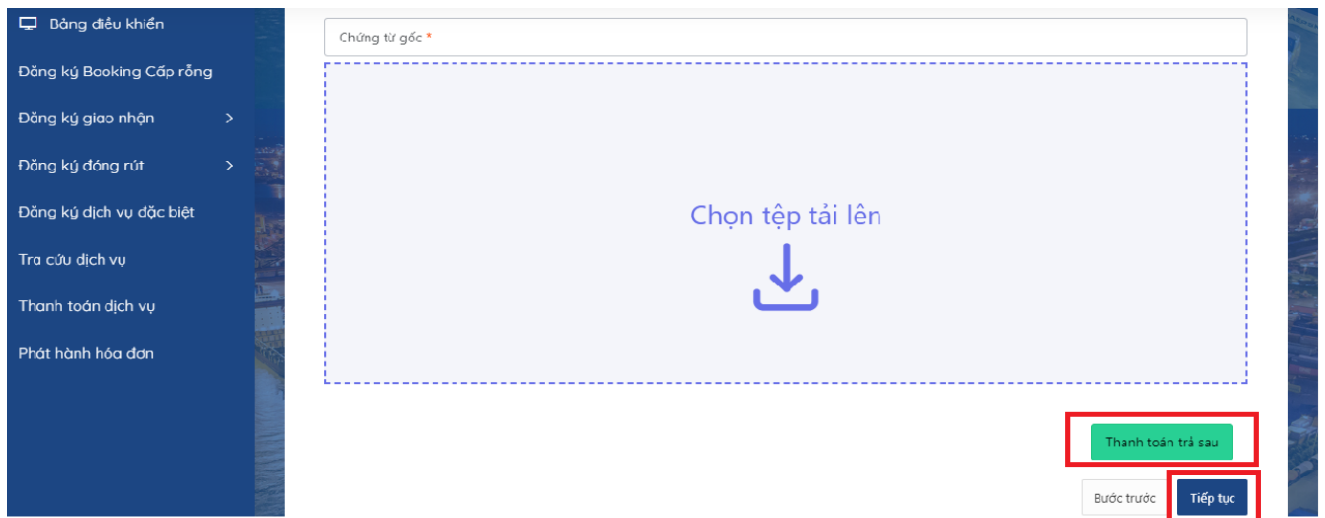 Bảng điều khiển
Đăng ký Booking Cấp rỗng
Đăng ký giao nhận
Đăng ký đóng rút
Đăng ký dịch vụ đặc biệt
Tra cứu dịch vụ
Thanh toán dịch vụ
Phát hành hóa đơn
Chứng từ gốc *
Chọn tệp tải lên
Thanh toán trả sau
Bước trước
Tiếp tục